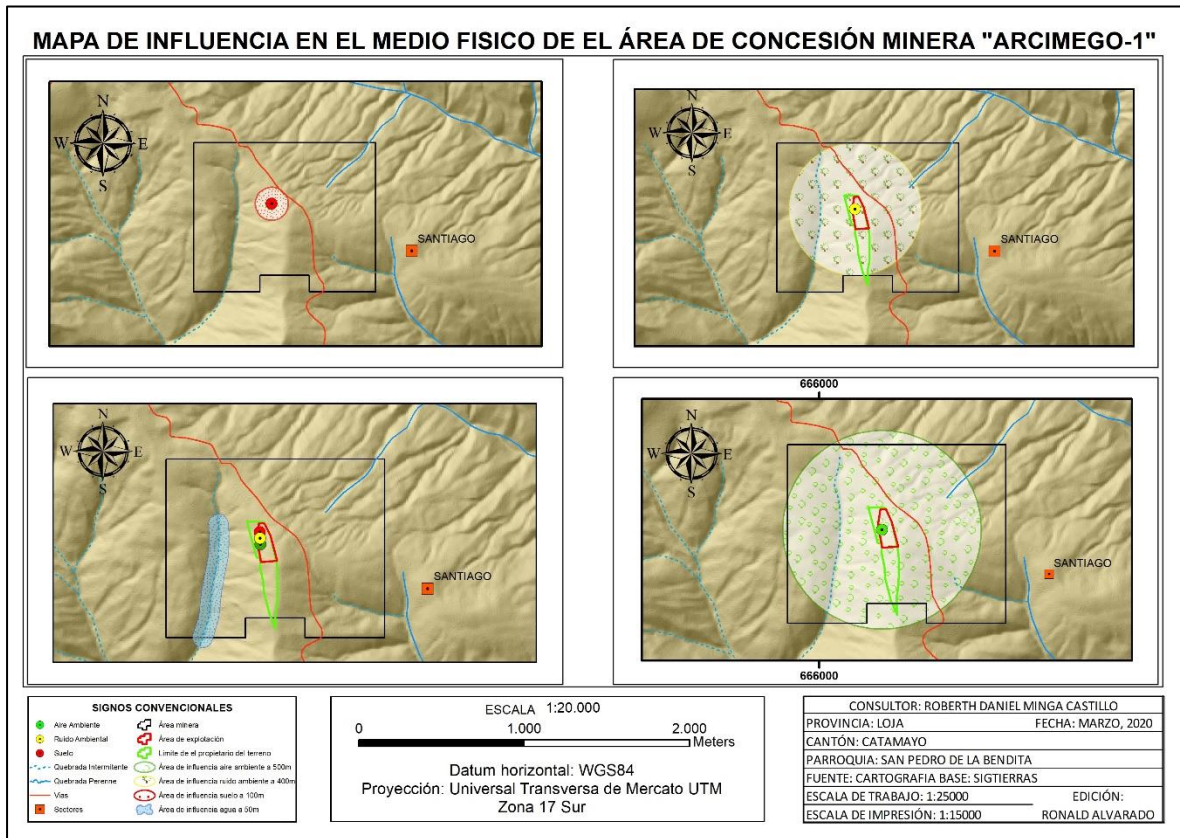 MAPA DE INFLUENCIA EN EL MEDIO FISICO DE EL ÁREA DE CONCESIÓN MINERA "ARCIMEGO-1"
N
W E
S
SANTIAGO
N
W E
S
SANTIAGO
N
W E
S
SANTIAGO
666000
N
W E
S
SANTIAGO
666000
SIGNOS CONVENCIONALES
Aire Ambiente
Ruido Ambiental
Suelo
Quebrada Intermitente
Quebrada Perenne
Vias
Sectores
Área minera
Área de explotación
Limite de el propietario del terreno
Área de influencia aire ambiente a 500m
Área de influencia ruido ambiente a 400m
Área de influencia suelo a 100m
Área de influencia agua a 50m
ESCALA 1:20.000
0 1.000 2.000
Meters
Datum horizontal: WGS84
Proyección: Universal Transversa de Mercato UTM
Zona 17 Sur
CONSULTOR: ROBERTH DANIEL MINGA CASTILLO
PROVINCIA: LOJA FECHA: MARZO, 2020
CANTÓN: CATAMAYO
PARROQUIA: SAN PEDRO DE LA BENDITA
FUENTE: CARTOGRAFIA BASE: SIGTIERRAS
ESCALA DE TRABAJO: 1:25000 EDICIÓN:
ESCALA DE IMPRESIÓN: 1:15000 RONALD ALVARADO